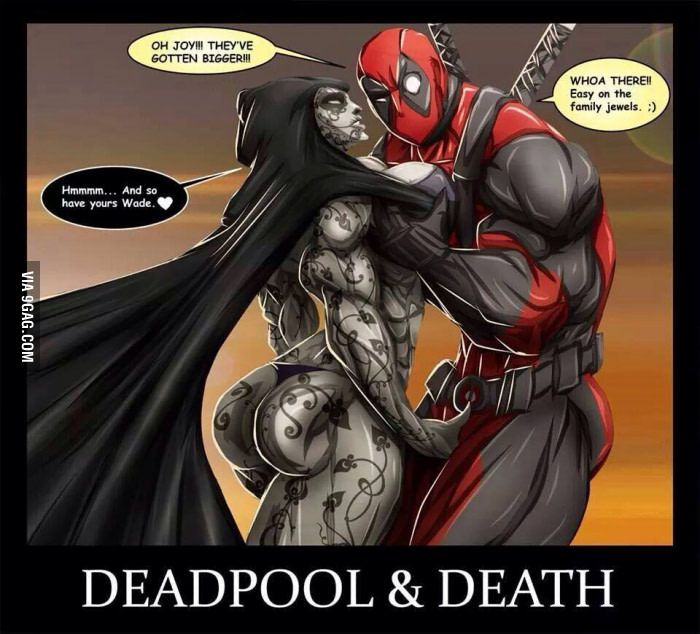 OH JOY!!! THEY'VE
GOTTEN BIGGER!!!
WHOA THERE!!
Easy on the
family jewels. ;)
Hmmmm... And so
have yours Wade.♥
VIA 9GAG.COM
DEADPOOL & DEATH